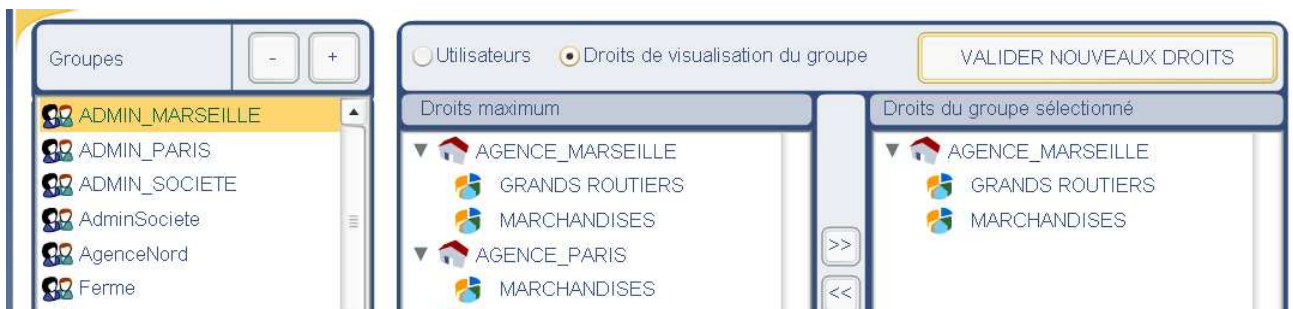 Groupes
-
+
ADMIN_MARSEILLE
ADMIN_PARIS
ADMIN_SOCIETE
AdminSociete
AgenceNord
Ferme
Utilisateurs
Droits de visualisation du groupe
VALIDER NOUVEAUX DROITS
Droits maximum
AGENCE_MARSEILLE
GRANDS ROUTIERS
MARCHANDISES
AGENCE_PARIS
MARCHANDISES
>>
<<
Droits du groupe sélectionné
AGENCE_MARSEILLE
GRANDS ROUTIERS
MARCHANDISES